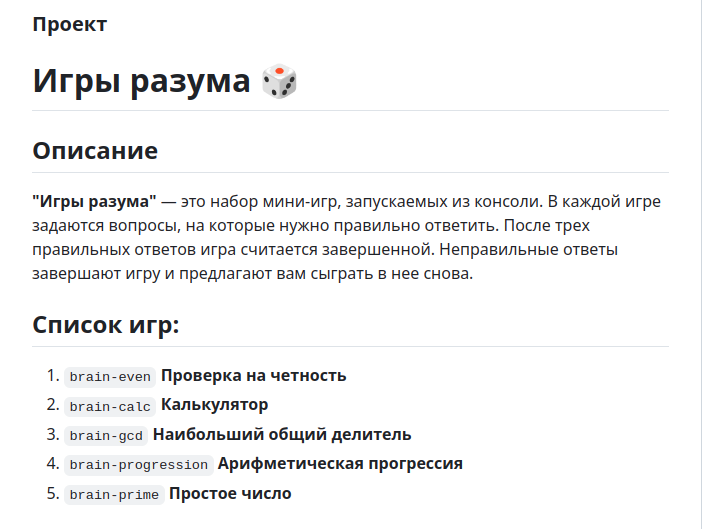 Проект
Игры разума 🎲
Описание
"Игры разума" — это набор мини-игр, запускаемых из консоли. В каждой игре
задаются вопросы, на которые нужно правильно ответить. После трех
правильных ответов игра считается завершенной. Неправильные ответы
завершают игру и предлагают вам сыграть в нее снова.
Список игр:
1. brain-even Проверка на четность
2. brain-calc Калькулятор
3. brain-gcd Наибольший общий делитель
4. brain-progression Арифметическая прогрессия
5. brain-prime Простое число